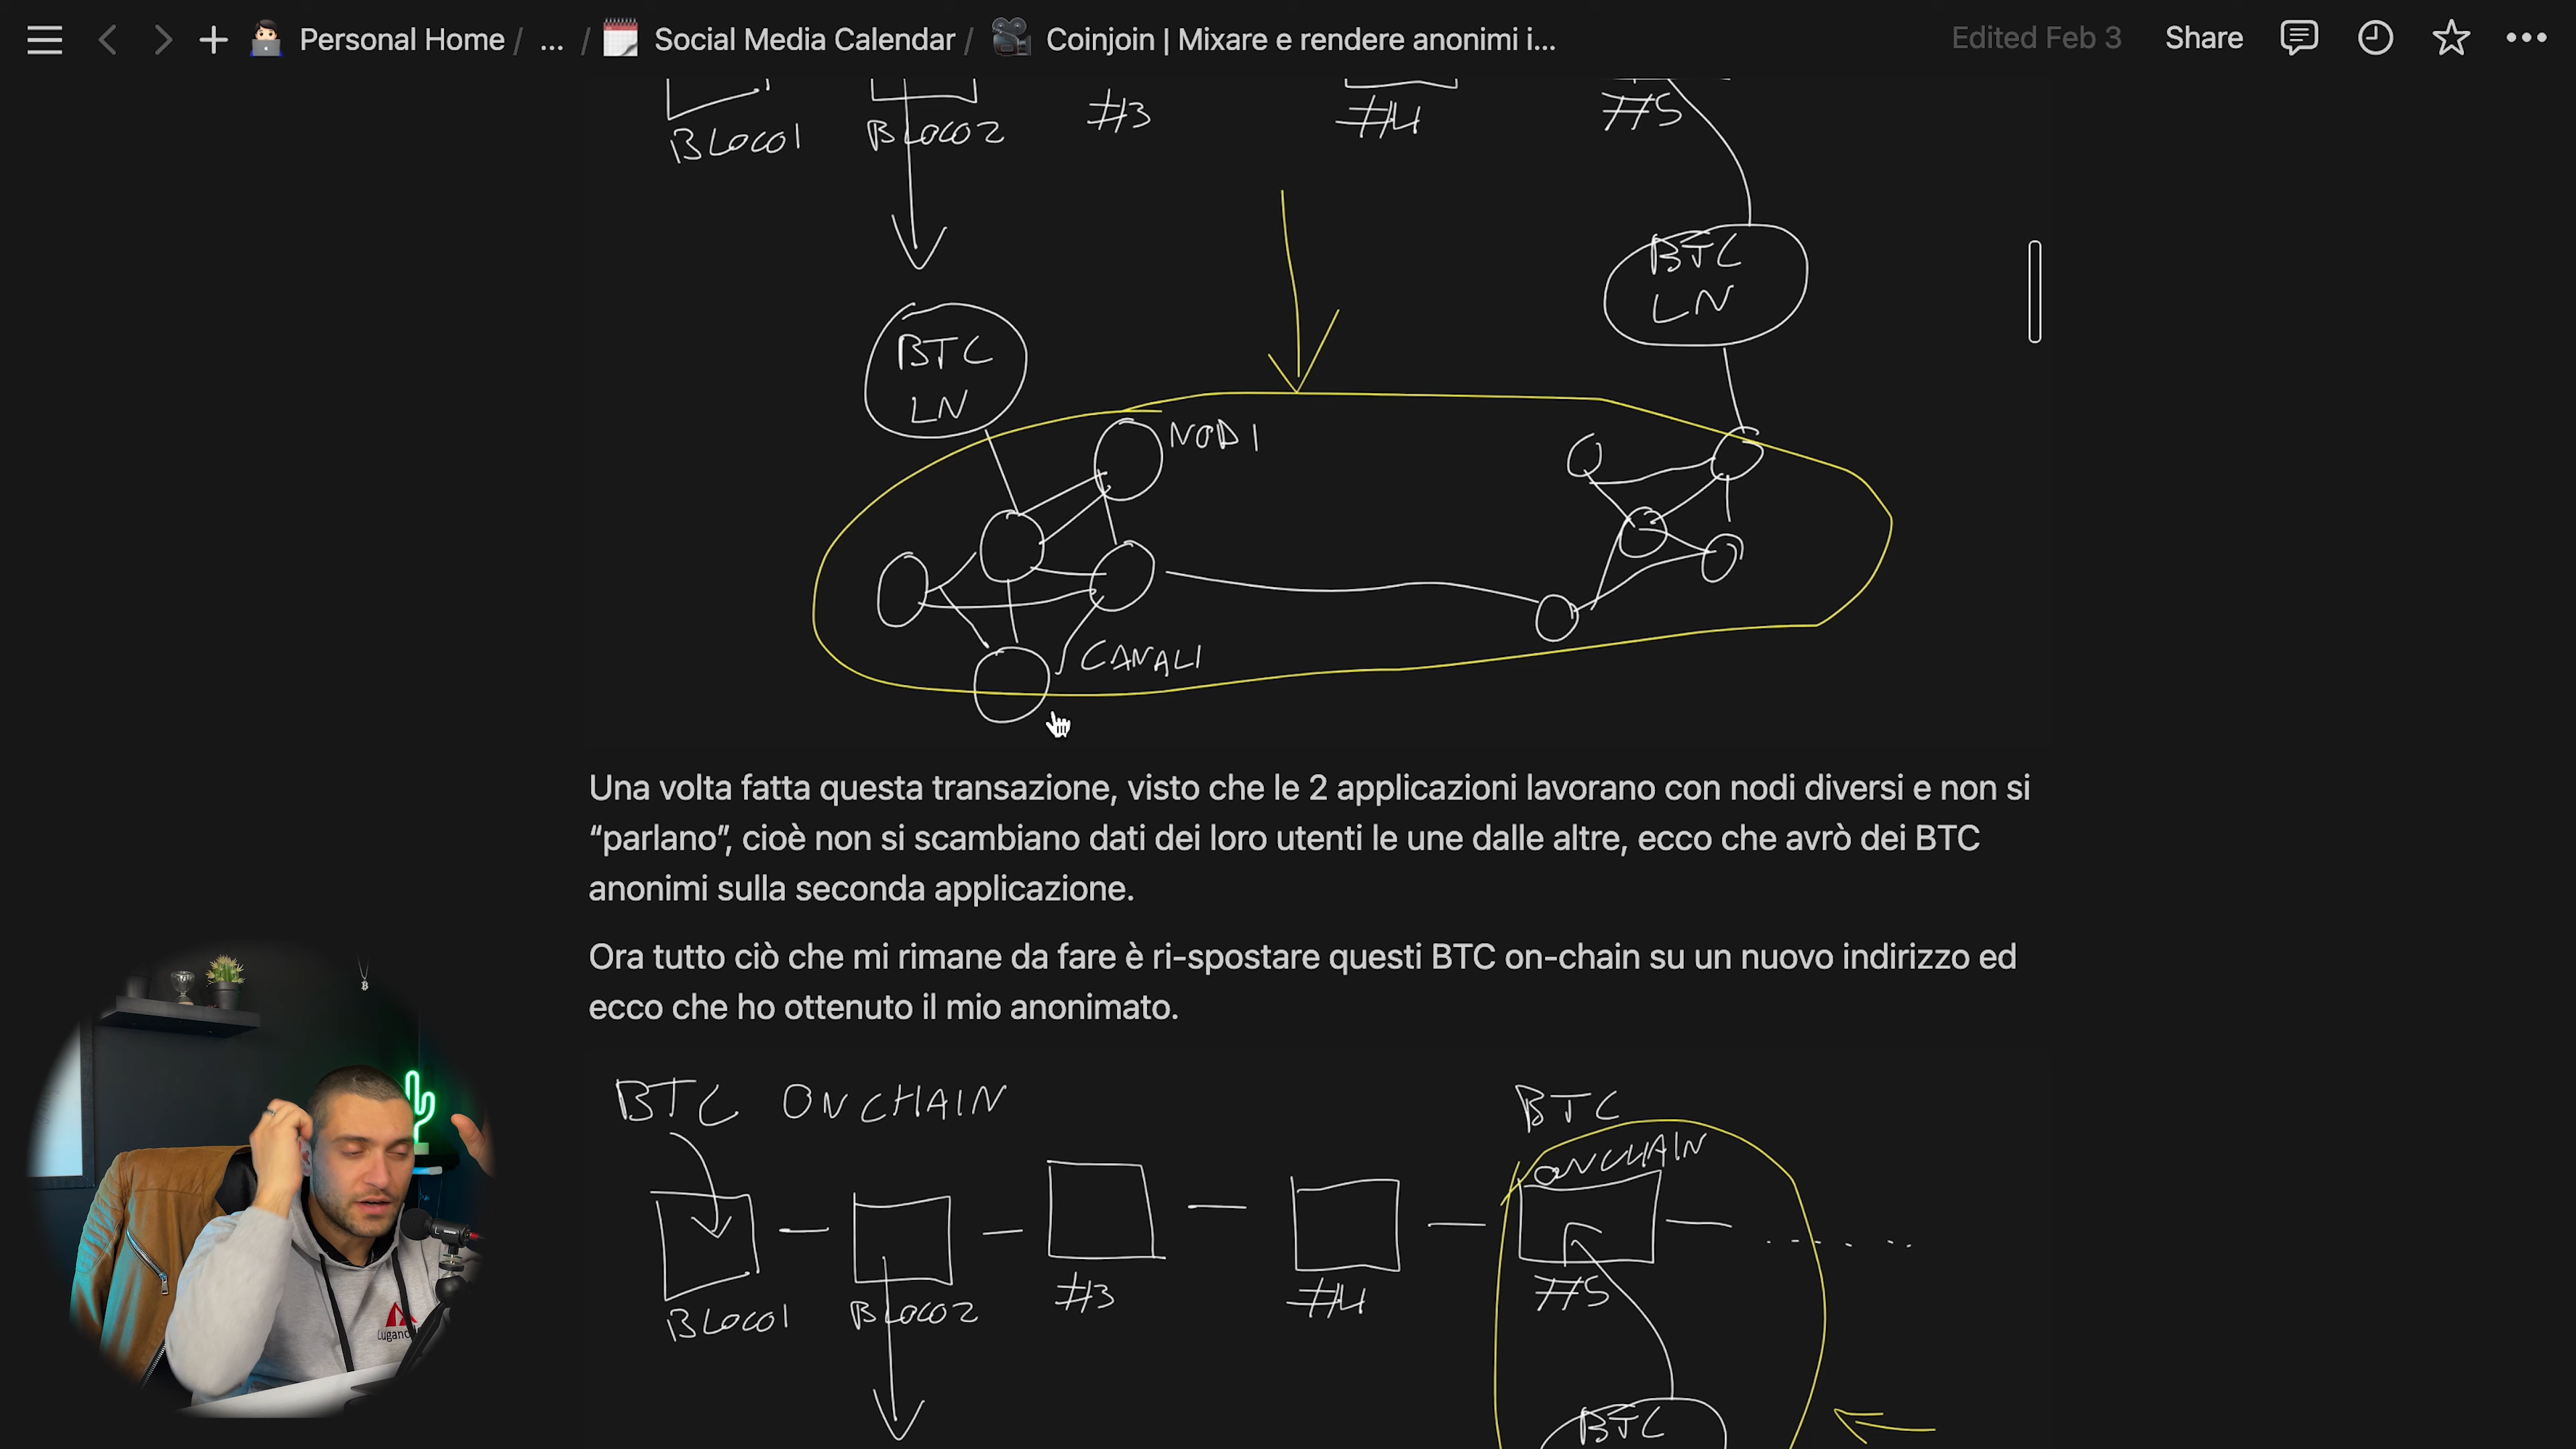 Personal Home / ... / Social Media Calendar / Coinjoin | Mixare e rendere anonimi i...
Edited Feb 3 Share
BLOCO1 BLOCO2 #3 #4 #5
BTC
LN
BTC
LN
NODI
CANALI
Una volta fatta questa transazione, visto che le 2 applicazioni lavorano con nodi diversi e non si
“parlano”, cioè non si scambiano dati dei loro utenti le une dalle altre, ecco che avrò dei BTC
anonimi sulla seconda applicazione.
Ora tutto ciò che mi rimane da fare è ri-spostare questi BTC on-chain su un nuovo indirizzo ed
ecco che ho ottenuto il mio anonimato.
BTC ONCHAIN
BTC
ONCHAIN
BLOCO1 BLOCO2 #3 #4 #5
BTC